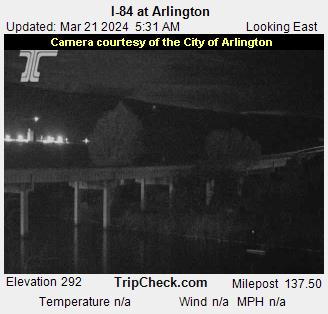 I-84 at Arlington
Updated: Mar 21 2024 5:31 AM Looking East
Camera courtesy of the City of Arlington
Elevation 292 TripCheck.com Milepost 137.50
Temperature n/a Wind n/a MPH n/a